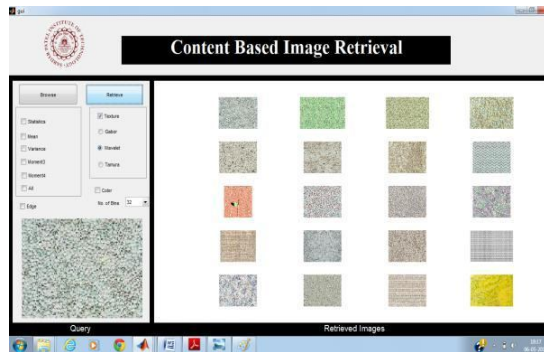 gui
Content Based Image Retrieval
Browse
Retrieve
Statistics
Mean
Variance
Moment3
Moment4
All
Edge
Texture
Gabor
Wavelet
Tamura
Color
No. of Bins 32
Query
Retrieved Images